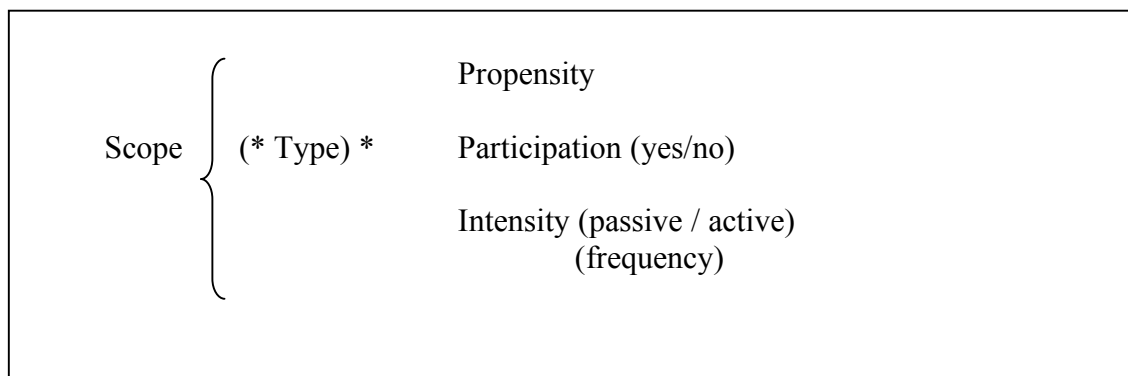 Propensity
Scope (* Type) * Participation (yes/no)
Intensity (passive / active)
(frequency)